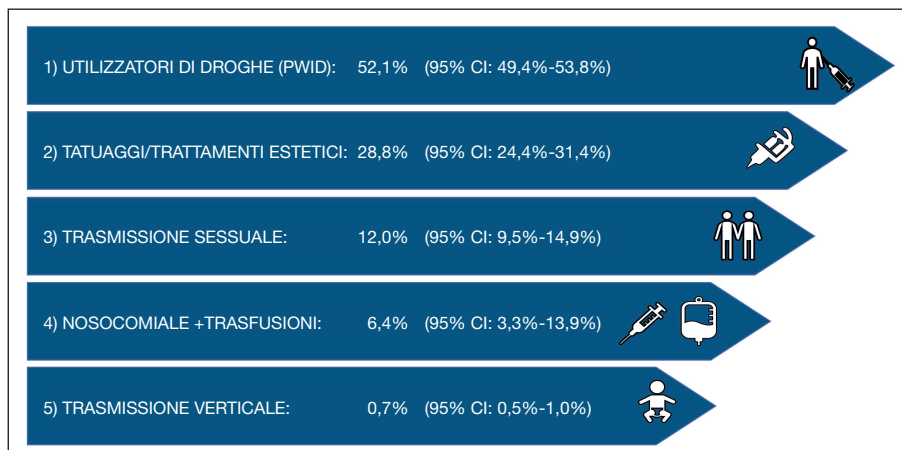 1) UTILIZZATORI DI DROGHE (PWID): 52,1% (95% CI: 49,4%-53,8%)
2) TATUAGGI/TRATTAMENTI ESTETICI: 28,8% (95% CI: 24,4%-31,4%)
3) TRASMISSIONE SESSUALE: 12,0% (95% CI: 9,5%-14,9%)
4) NOSOCOMIALE +TRASFUSIONI: 6,4% (95% CI: 3,3%-13,9%)
5) TRASMISSIONE VERTICALE: 0,7% (95% CI: 0,5%-1,0%)